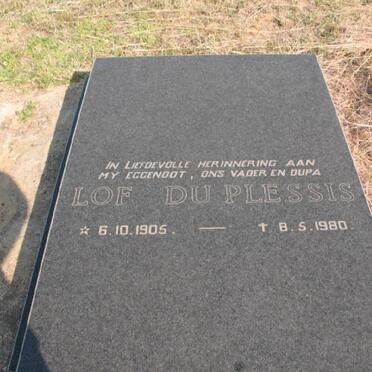 IN LIEFDEVOLLE HERINNERING AAN
MY EGGENOOT, ONS VADER EN OUPA
LOF DU PLESSIS
☆ 6.10.1905. — † 8.5.1980.